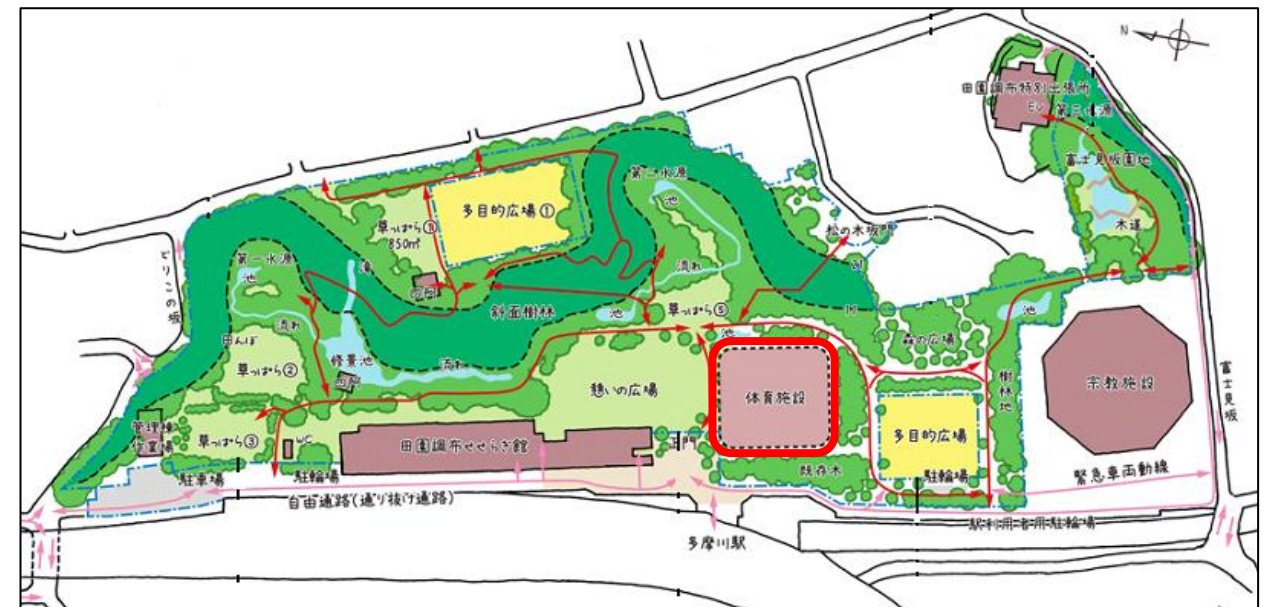 N
田園調布特別出張所
EV
第三水源
富士見坂園地
木道
第二水源
池
多目的広場①
草っぱら①
850㎡
松の木坂門
流れ
第一水源
池
滝
どりこの坂
斜面樹林
草っぱら⑤
池
池
池
流れ
田んぼ
草っぱら②
修景池
流れ
森の広場
憩いの広場
体育施設
樹林地
宗教施設
富士見坂
管理棟
作業場
草っぱら③
WC
田園調布せせらぎ館
正門
多目的広場
既存木
駐車場
駐輪場
駐輪場
緊急車両動線
自由通路(通り抜け通路)
駅利用者用駐輪場
多摩川駅